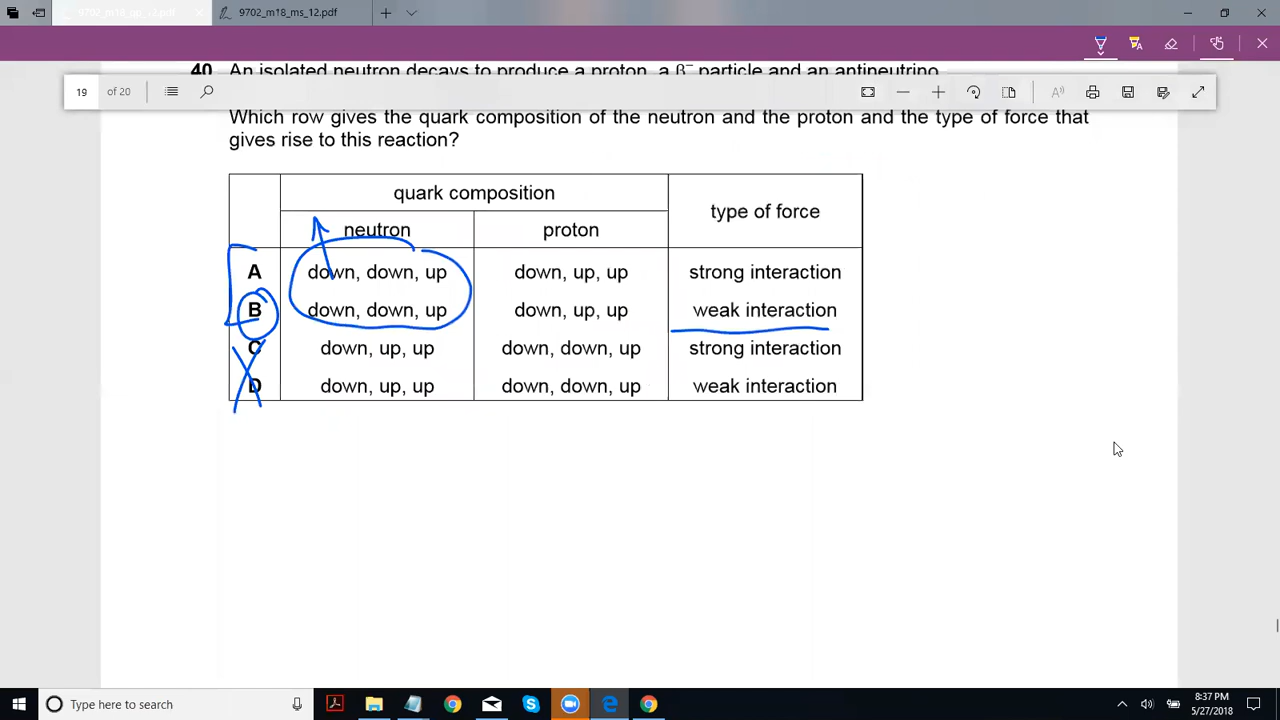 9702_m18_qp_12.pdf
9702_m18_ms_12.pdf
40 An isolated neutron decays to produce a proton, a β− particle and an antineutrino.
19 of 20
Which row gives the quark composition of the neutron and the proton and the type of force that
gives rise to this reaction?
quark composition
type of force
neutron proton
A down, down, up down, up, up strong interaction
B down, down, up down, up, up weak interaction
C down, up, up down, down, up strong interaction
D down, up, up down, down, up weak interaction
Type here to search
8:37 PM
5/27/2018